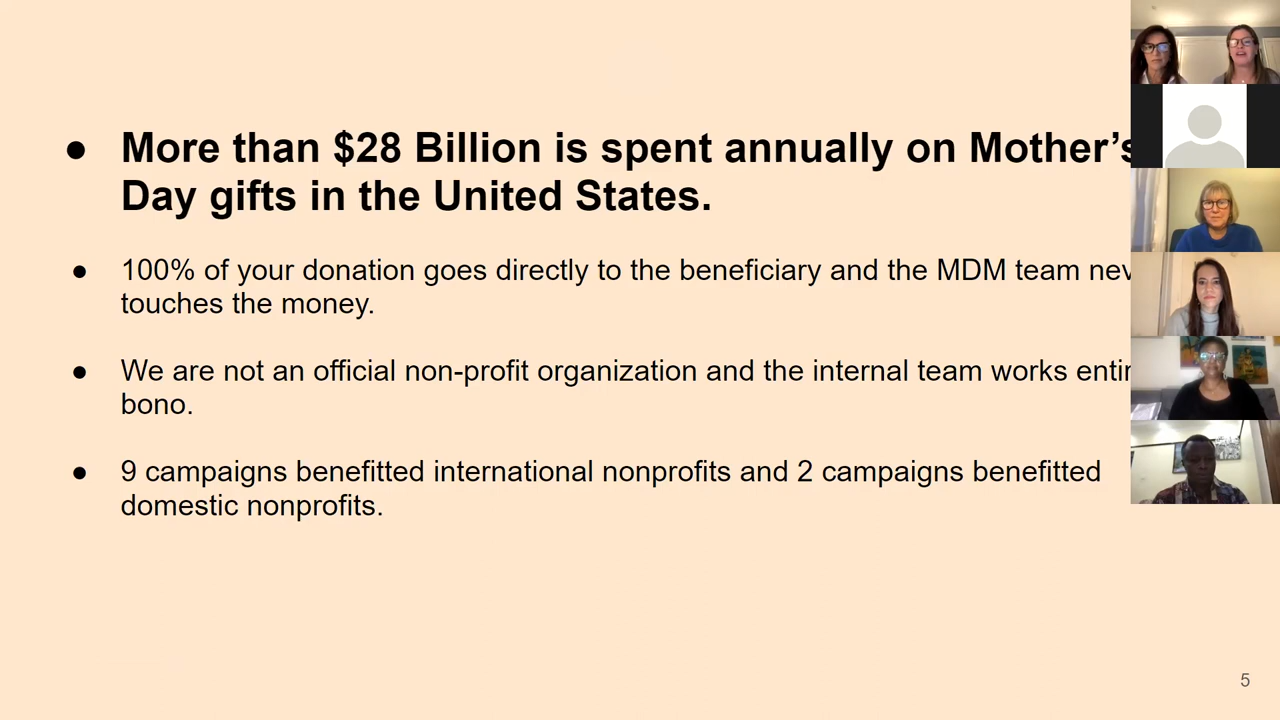 ● More than $28 Billion is spent annually on Mother's
Day gifts in the United States.
● 100% of your donation goes directly to the beneficiary and the MDM team
touches the money.
● We are not an official non-profit organization and the internal team works
bono.
● 9 campaigns benefitted international nonprofits and 2 campaigns benefitted
domestic nonprofits.
5